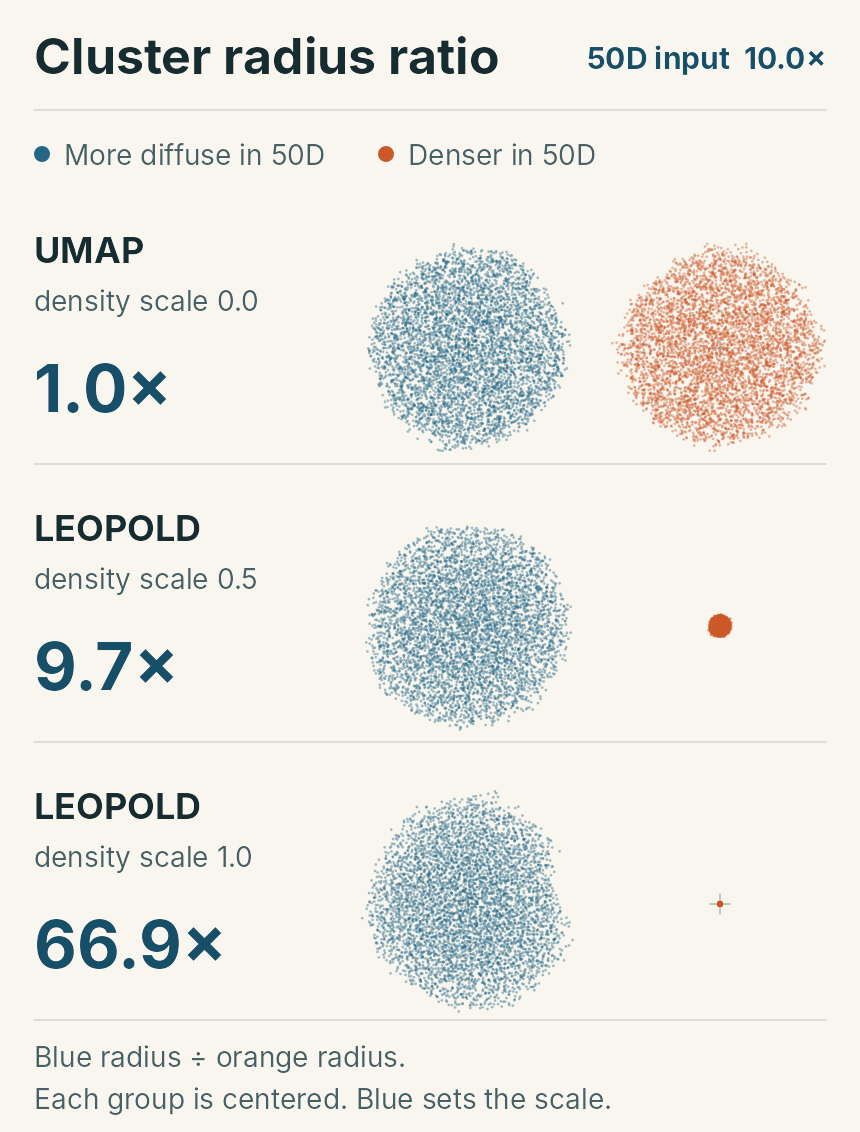 Cluster radius ratio
50D input 10.0×
More diffuse in 50D
Denser in 50D
UMAP
density scale 0.0
1.0×
LEOPOLD
density scale 0.5
9.7×
LEOPOLD
density scale 1.0
66.9×
Blue radius ÷ orange radius.
Each group is centered. Blue sets the scale.